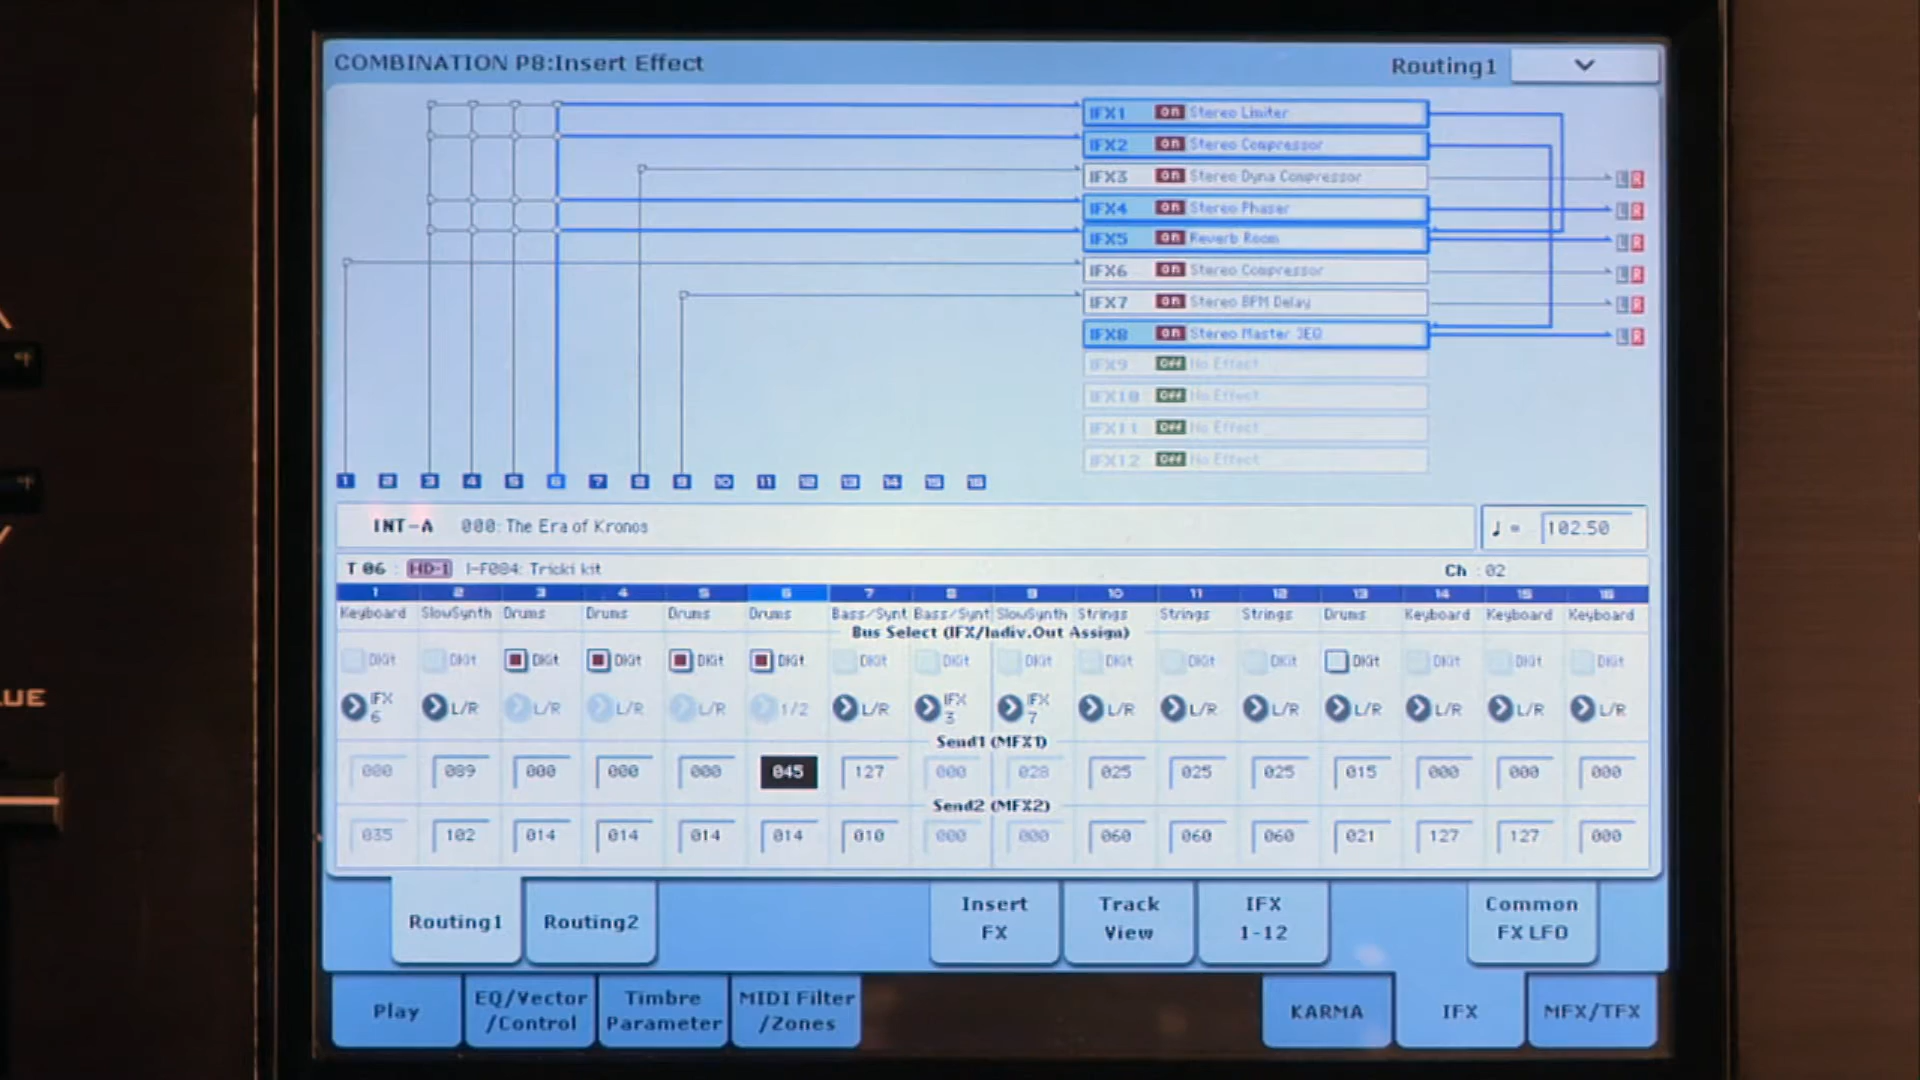 COMBINATION P8:Insert Effect
Routing1
IFX1 On Stereo Limiter
IFX2 On Stereo Compressor
IFX3 On Stereo Dyna Compressor
L R
IFX4 On Stereo Phaser
L R
IFX5 On Reverb Room
L R
IFX6 On Stereo Compressor
L R
IFX7 On Stereo BPM Delay
L R
IFX8 On Stereo Master 3EQ
L R
IFX9 Off No Effect
IFX10 Off No Effect
IFX11 Off No Effect
IFX12 Off No Effect
1 2 3 4 5 6 7 8 9 10 11 12 13 14 15 16
INT-A 000: The Era of Kronos
♩ = 102.50
T 06 : HD-1 I-F084: Tricki kit
Ch : 02
1 2 3 4 5 6 7 8 9 10 11 12 13 14 15 16
Keyboard SlowSynth Drums Drums Drums Drums Bass/Synt Bass/Synt SlowSynth Strings Strings Strings Drums Keyboard Keyboard Keyboard
Bus Select (IFX/Indiv.Out Assign)
DKit DKit DKit DKit DKit DKit DKit DKit DKit DKit DKit DKit DKit DKit DKit DKit
IFX 6 L/R L/R L/R L/R 1/2 L/R IFX 3 IFX 7 L/R L/R L/R L/R L/R L/R L/R
Send1 (MFX1)
000 089 000 000 000 045 127 000 028 025 025 025 015 000 000 000
Send2 (MFX2)
035 102 014 014 014 014 010 000 000 060 060 060 021 127 127 000
Routing1
Routing2
Insert FX
Track View
IFX 1-12
Common FX LFO
Play
EQ/Vector /Control
Timbre Parameter
MIDI Filter /Zones
KARMA
IFX
MFX/TFX